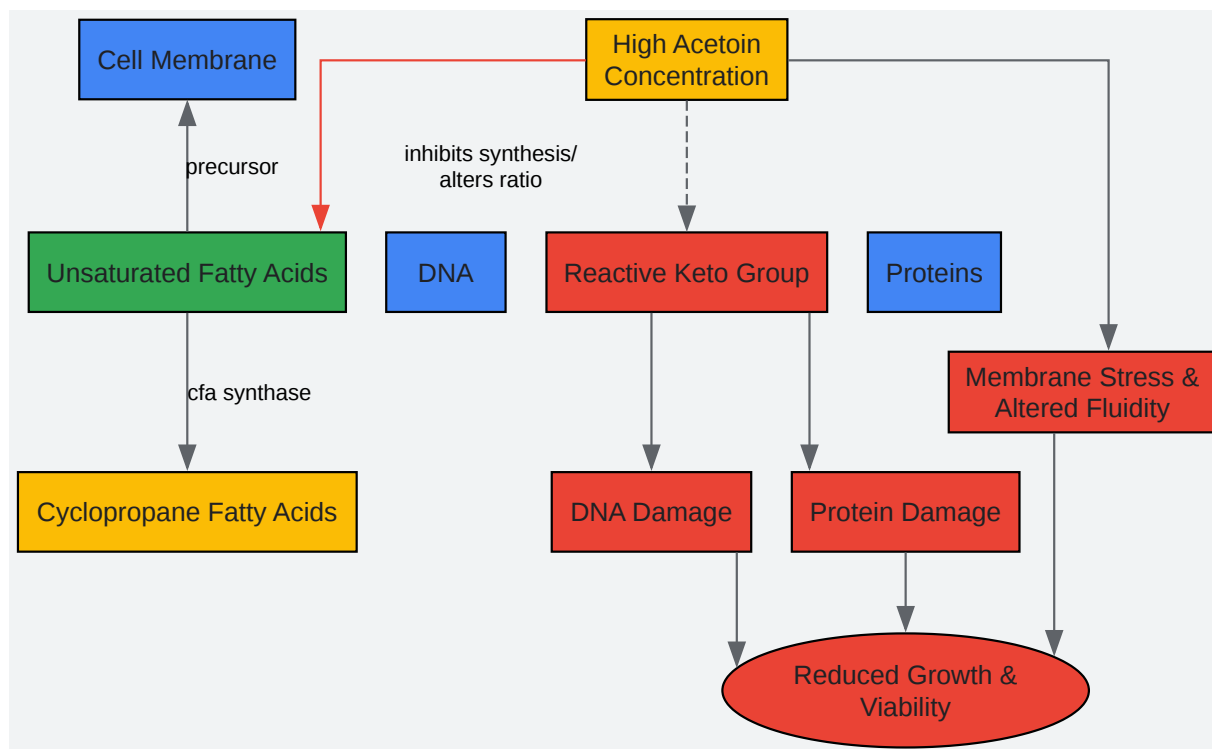 Cell Membrane
High Acetoin
Concentration
precursor
inhibits synthesis/
alters ratio
Unsaturated Fatty Acids
DNA
Reactive Keto Group
Proteins
cfa synthase
Membrane Stress &
Altered Fluidity
Cyclopropane Fatty Acids
DNA Damage
Protein Damage
Reduced Growth &
Viability